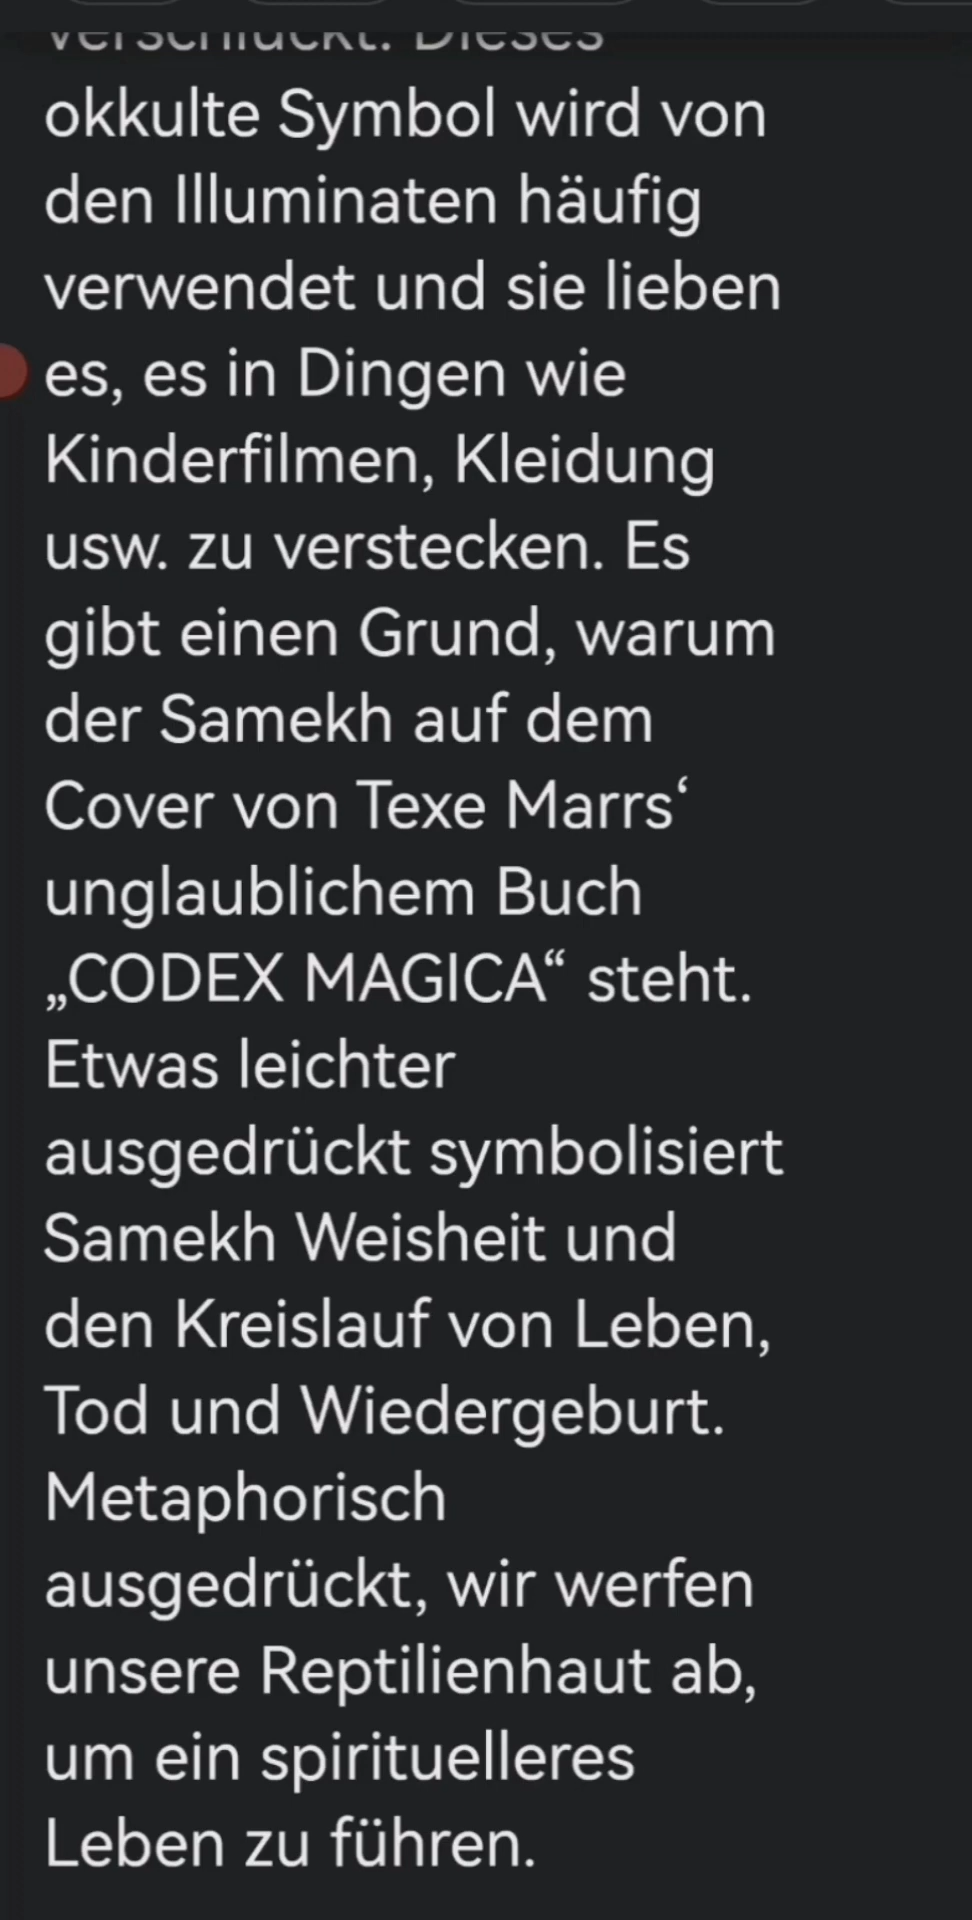 verschluckt. Dieses
okkulte Symbol wird von
den Illuminaten häufig
verwendet und sie lieben
es, es in Dingen wie
Kinderfilmen, Kleidung
usw. zu verstecken. Es
gibt einen Grund, warum
der Samekh auf dem
Cover von Texe Marrs‘
unglaublichem Buch
„CODEX MAGICA“ steht.
Etwas leichter
ausgedrückt symbolisiert
Samekh Weisheit und
den Kreislauf von Leben,
Tod und Wiedergeburt.
Metaphorisch
ausgedrückt, wir werfen
unsere Reptilienhaut ab,
um ein spirituelleres
Leben zu führen.